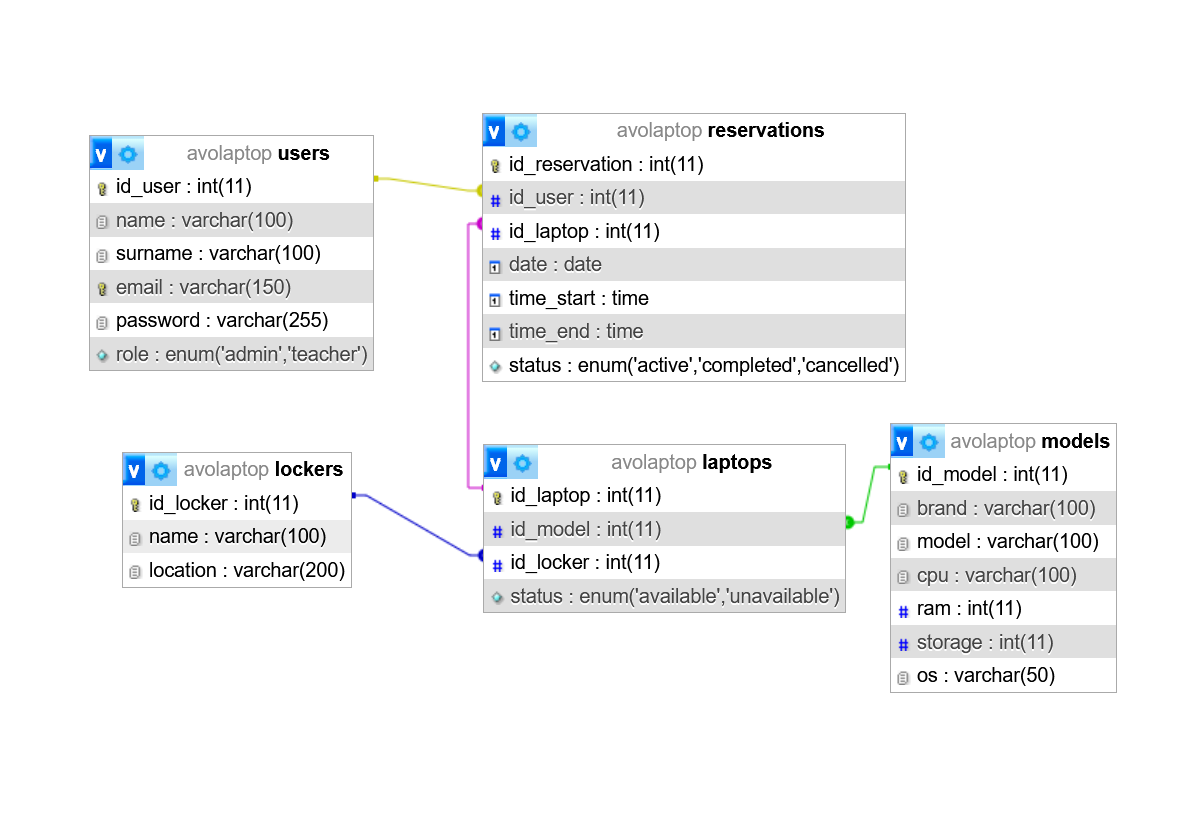 v avolaptop users
id_user : int(11)
name : varchar(100)
surname : varchar(100)
email : varchar(150)
password : varchar(255)
role : enum('admin','teacher')
v avolaptop reservations
id_reservation : int(11)
id_user : int(11)
id_laptop : int(11)
date : date
time_start : time
time_end : time
status : enum('active','completed','cancelled')
v avolaptop lockers
id_locker : int(11)
name : varchar(100)
location : varchar(200)
v avolaptop laptops
id_laptop : int(11)
id_model : int(11)
id_locker : int(11)
status : enum('available','unavailable')
v avolaptop models
id_model : int(11)
brand : varchar(100)
model : varchar(100)
cpu : varchar(100)
ram : int(11)
storage : int(11)
os : varchar(50)